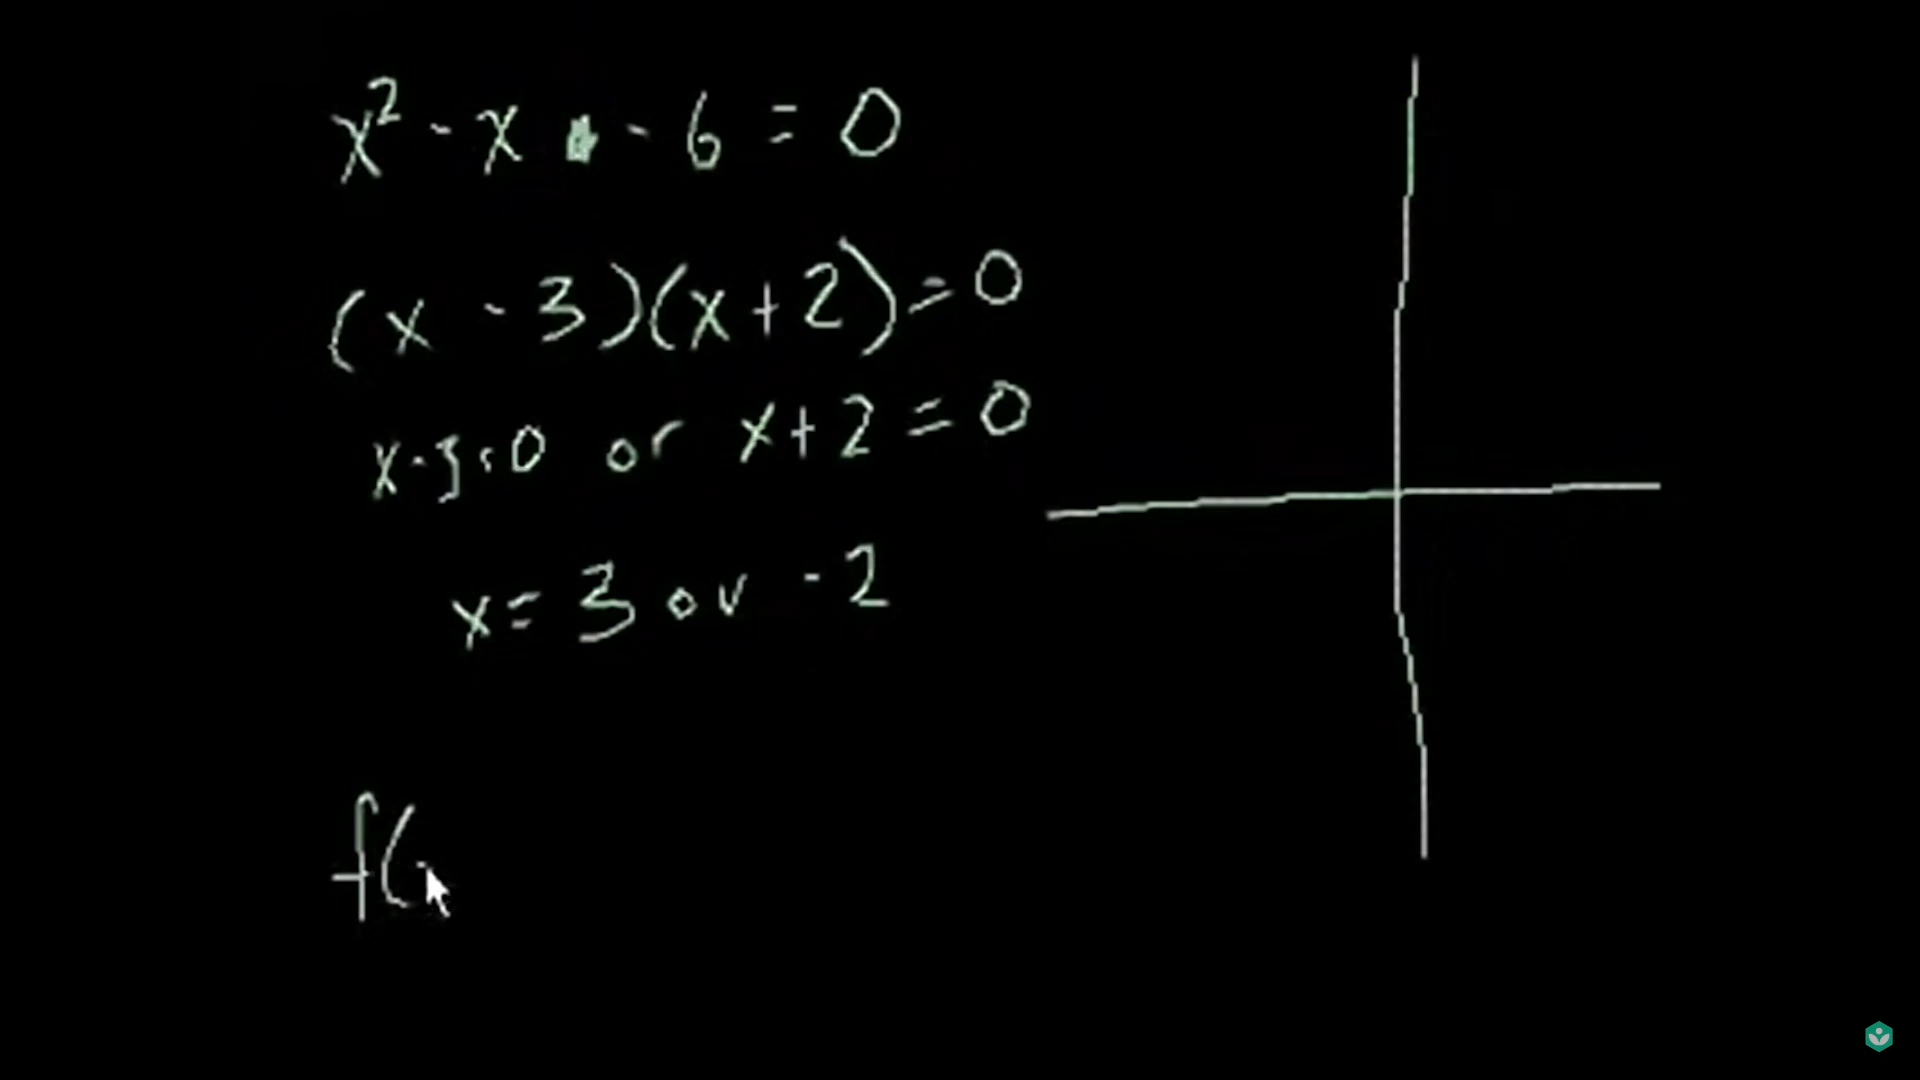 x² - x - 6 = 0
(x - 3)(x + 2) = 0
x - 3 = 0 or x + 2 = 0
x = 3 or - 2
f(